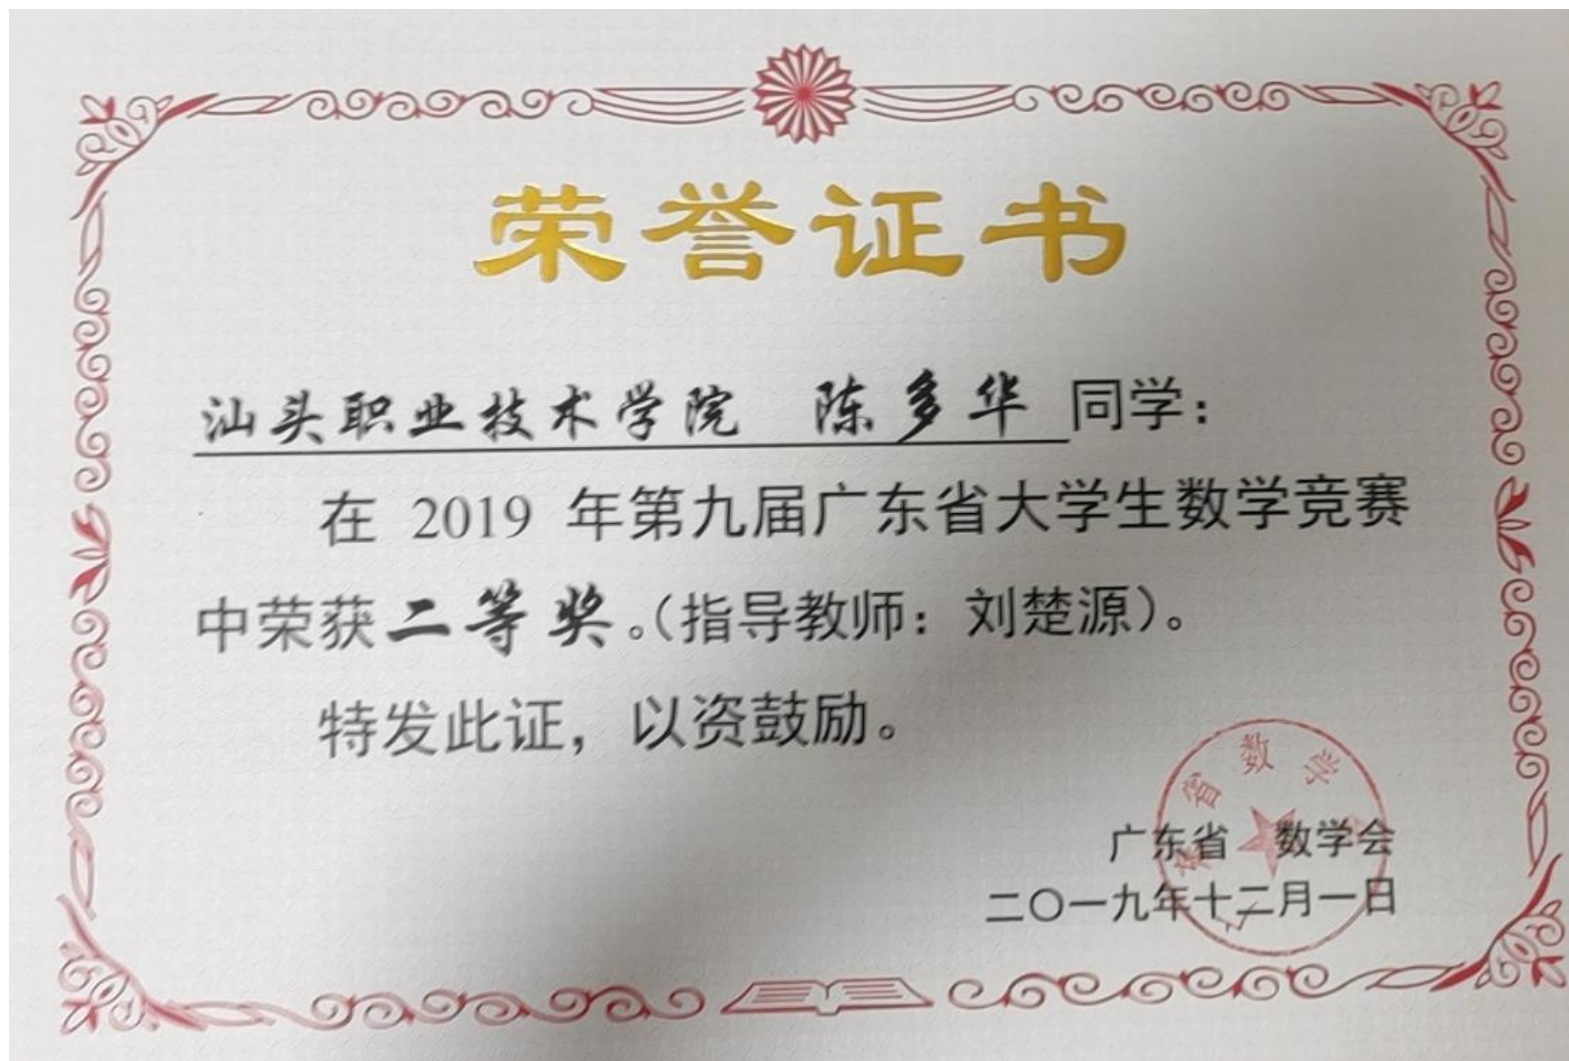 荣誉证书
汕头职业技术学院 陈多华 同学：
在 2019 年第九届广东省大学生数学竞赛
中荣获二等奖。（指导教师：刘楚源）。
特发此证，以资鼓励。
省数学
广东省 数学会
二〇一九年十二月一日